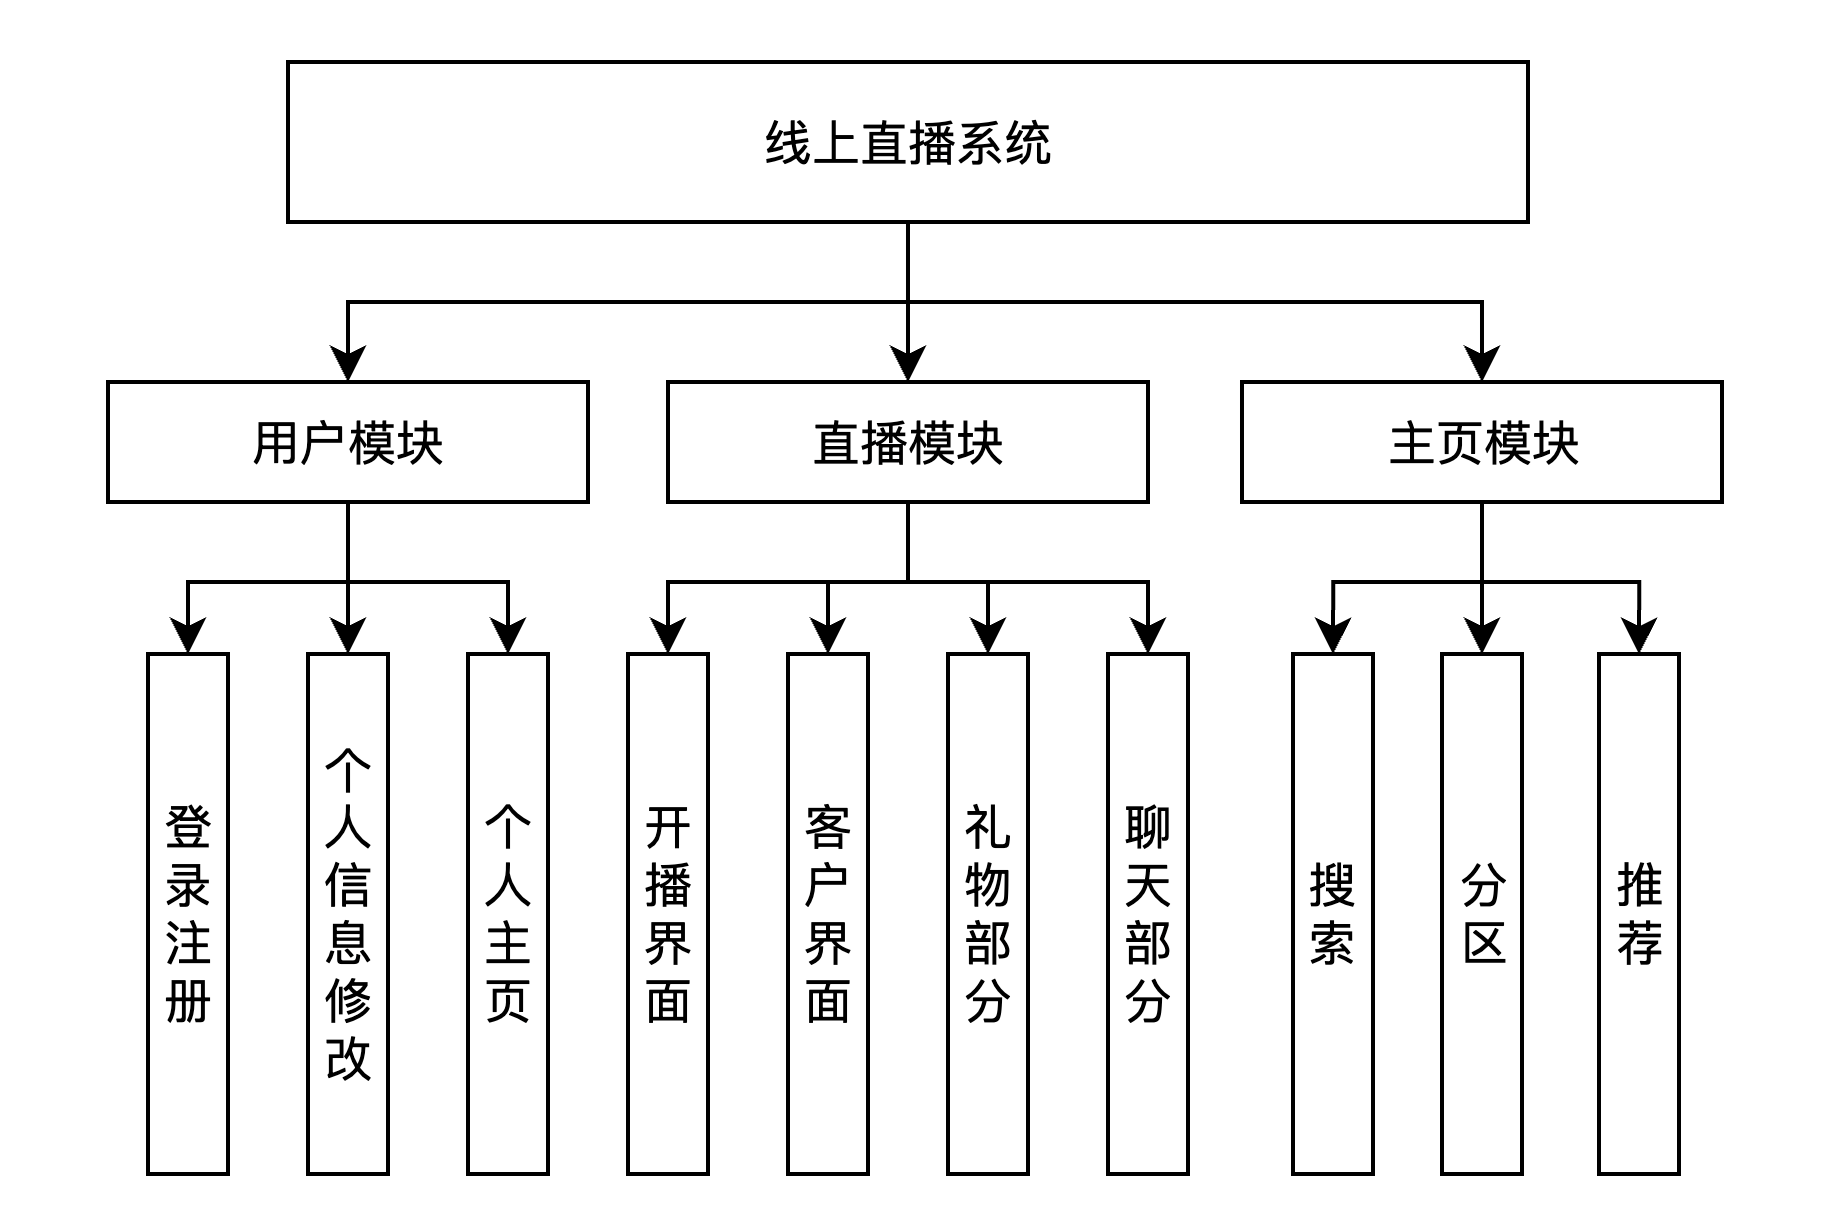 线上直播系统
用户模块
直播模块
主页模块
登录注册
个人信息修改
个人主页
开播界面
客户界面
礼物部分
聊天部分
搜索
分区
推荐